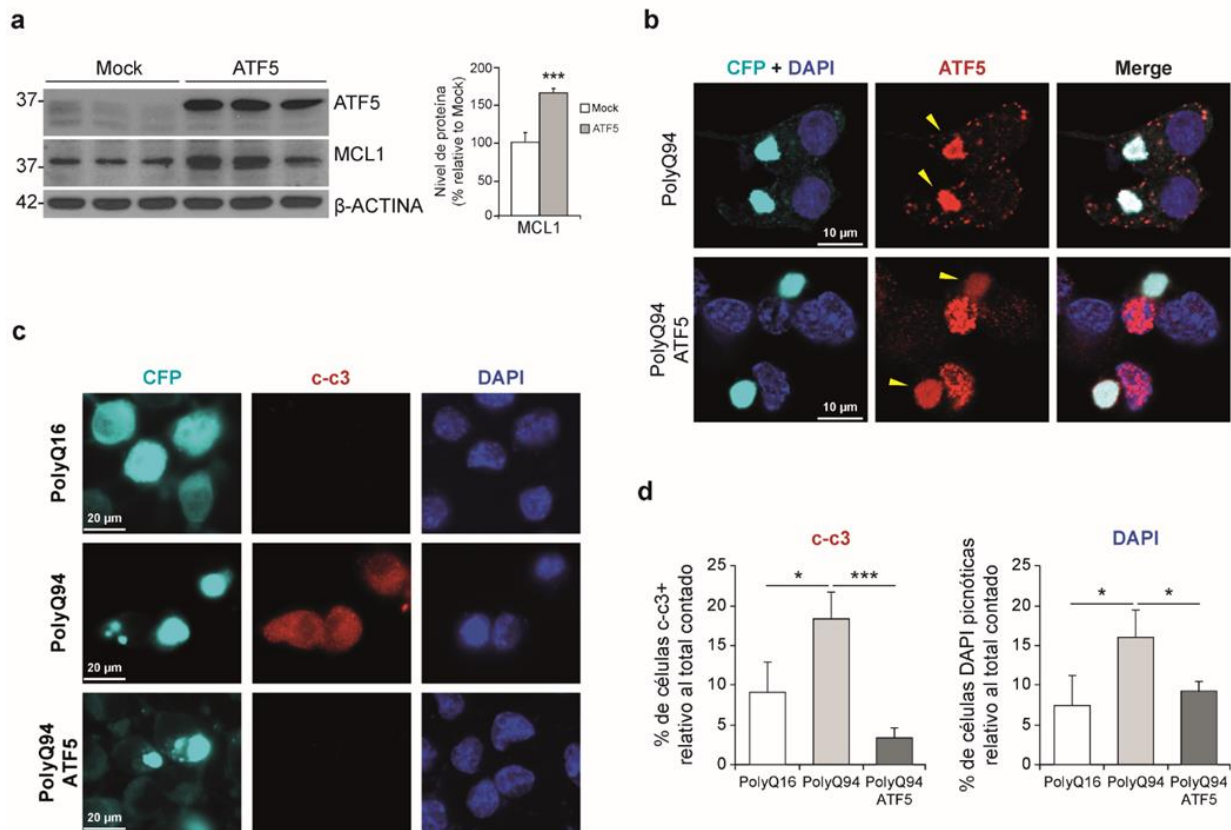 a
Mock
ATF5
37
ATF5
37
MCL1
42
β-ACTINA
Nivel de proteína
(% relative to Mock)
200
150
100
50
0
***
MCL1
Mock
ATF5
b
CFP + DAPI
ATF5
Merge
PolyQ94
10 µm
10 µm
PolyQ94
ATF5
10 µm
10 µm
c
CFP
c-c3
DAPI
PolyQ16
20 µm
PolyQ94
20 µm
PolyQ94
ATF5
20 µm
d
c-c3
% de células c-c3+
relativo al total contado
25
20
15
10
5
0
*
***
PolyQ16
PolyQ94
PolyQ94
ATF5
DAPI
% de células DAPI picnóticas
relativo al total contado
25
20
15
10
5
0
*
*
PolyQ16
PolyQ94
PolyQ94
ATF5